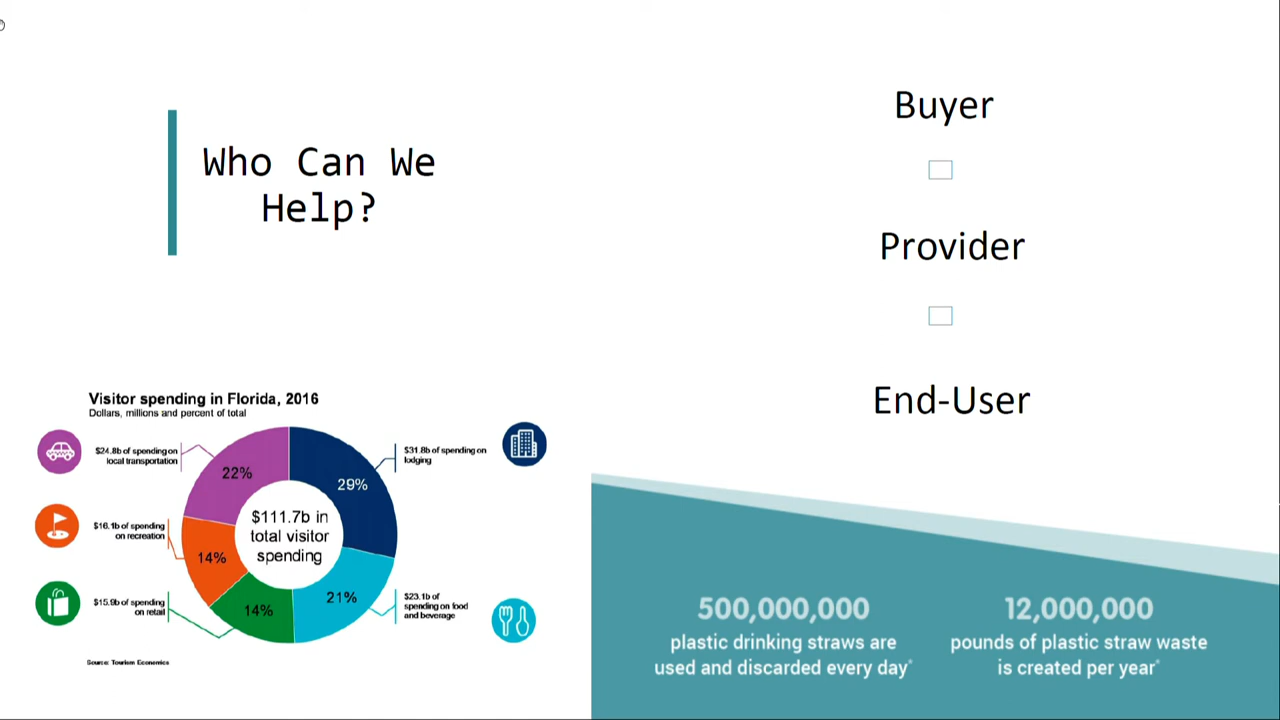 Who Can We
Help?
Buyer
Provider
End-User
Visitor spending in Florida, 2016
Dollars, millions and percent of total
$24.8b of spending on
local transportation
$31.8b of spending on
lodging
22%
29%
$111.7b in
total visitor
spending
$16.1b of spending
on recreation
14%
$15.9b of spending
on retail
14%
21%
$23.1b of
spending on food
and beverage
Source: Tourism Economics
500,000,000
plastic drinking straws are
used and discarded every day*
12,000,000
pounds of plastic straw waste
is created per year*